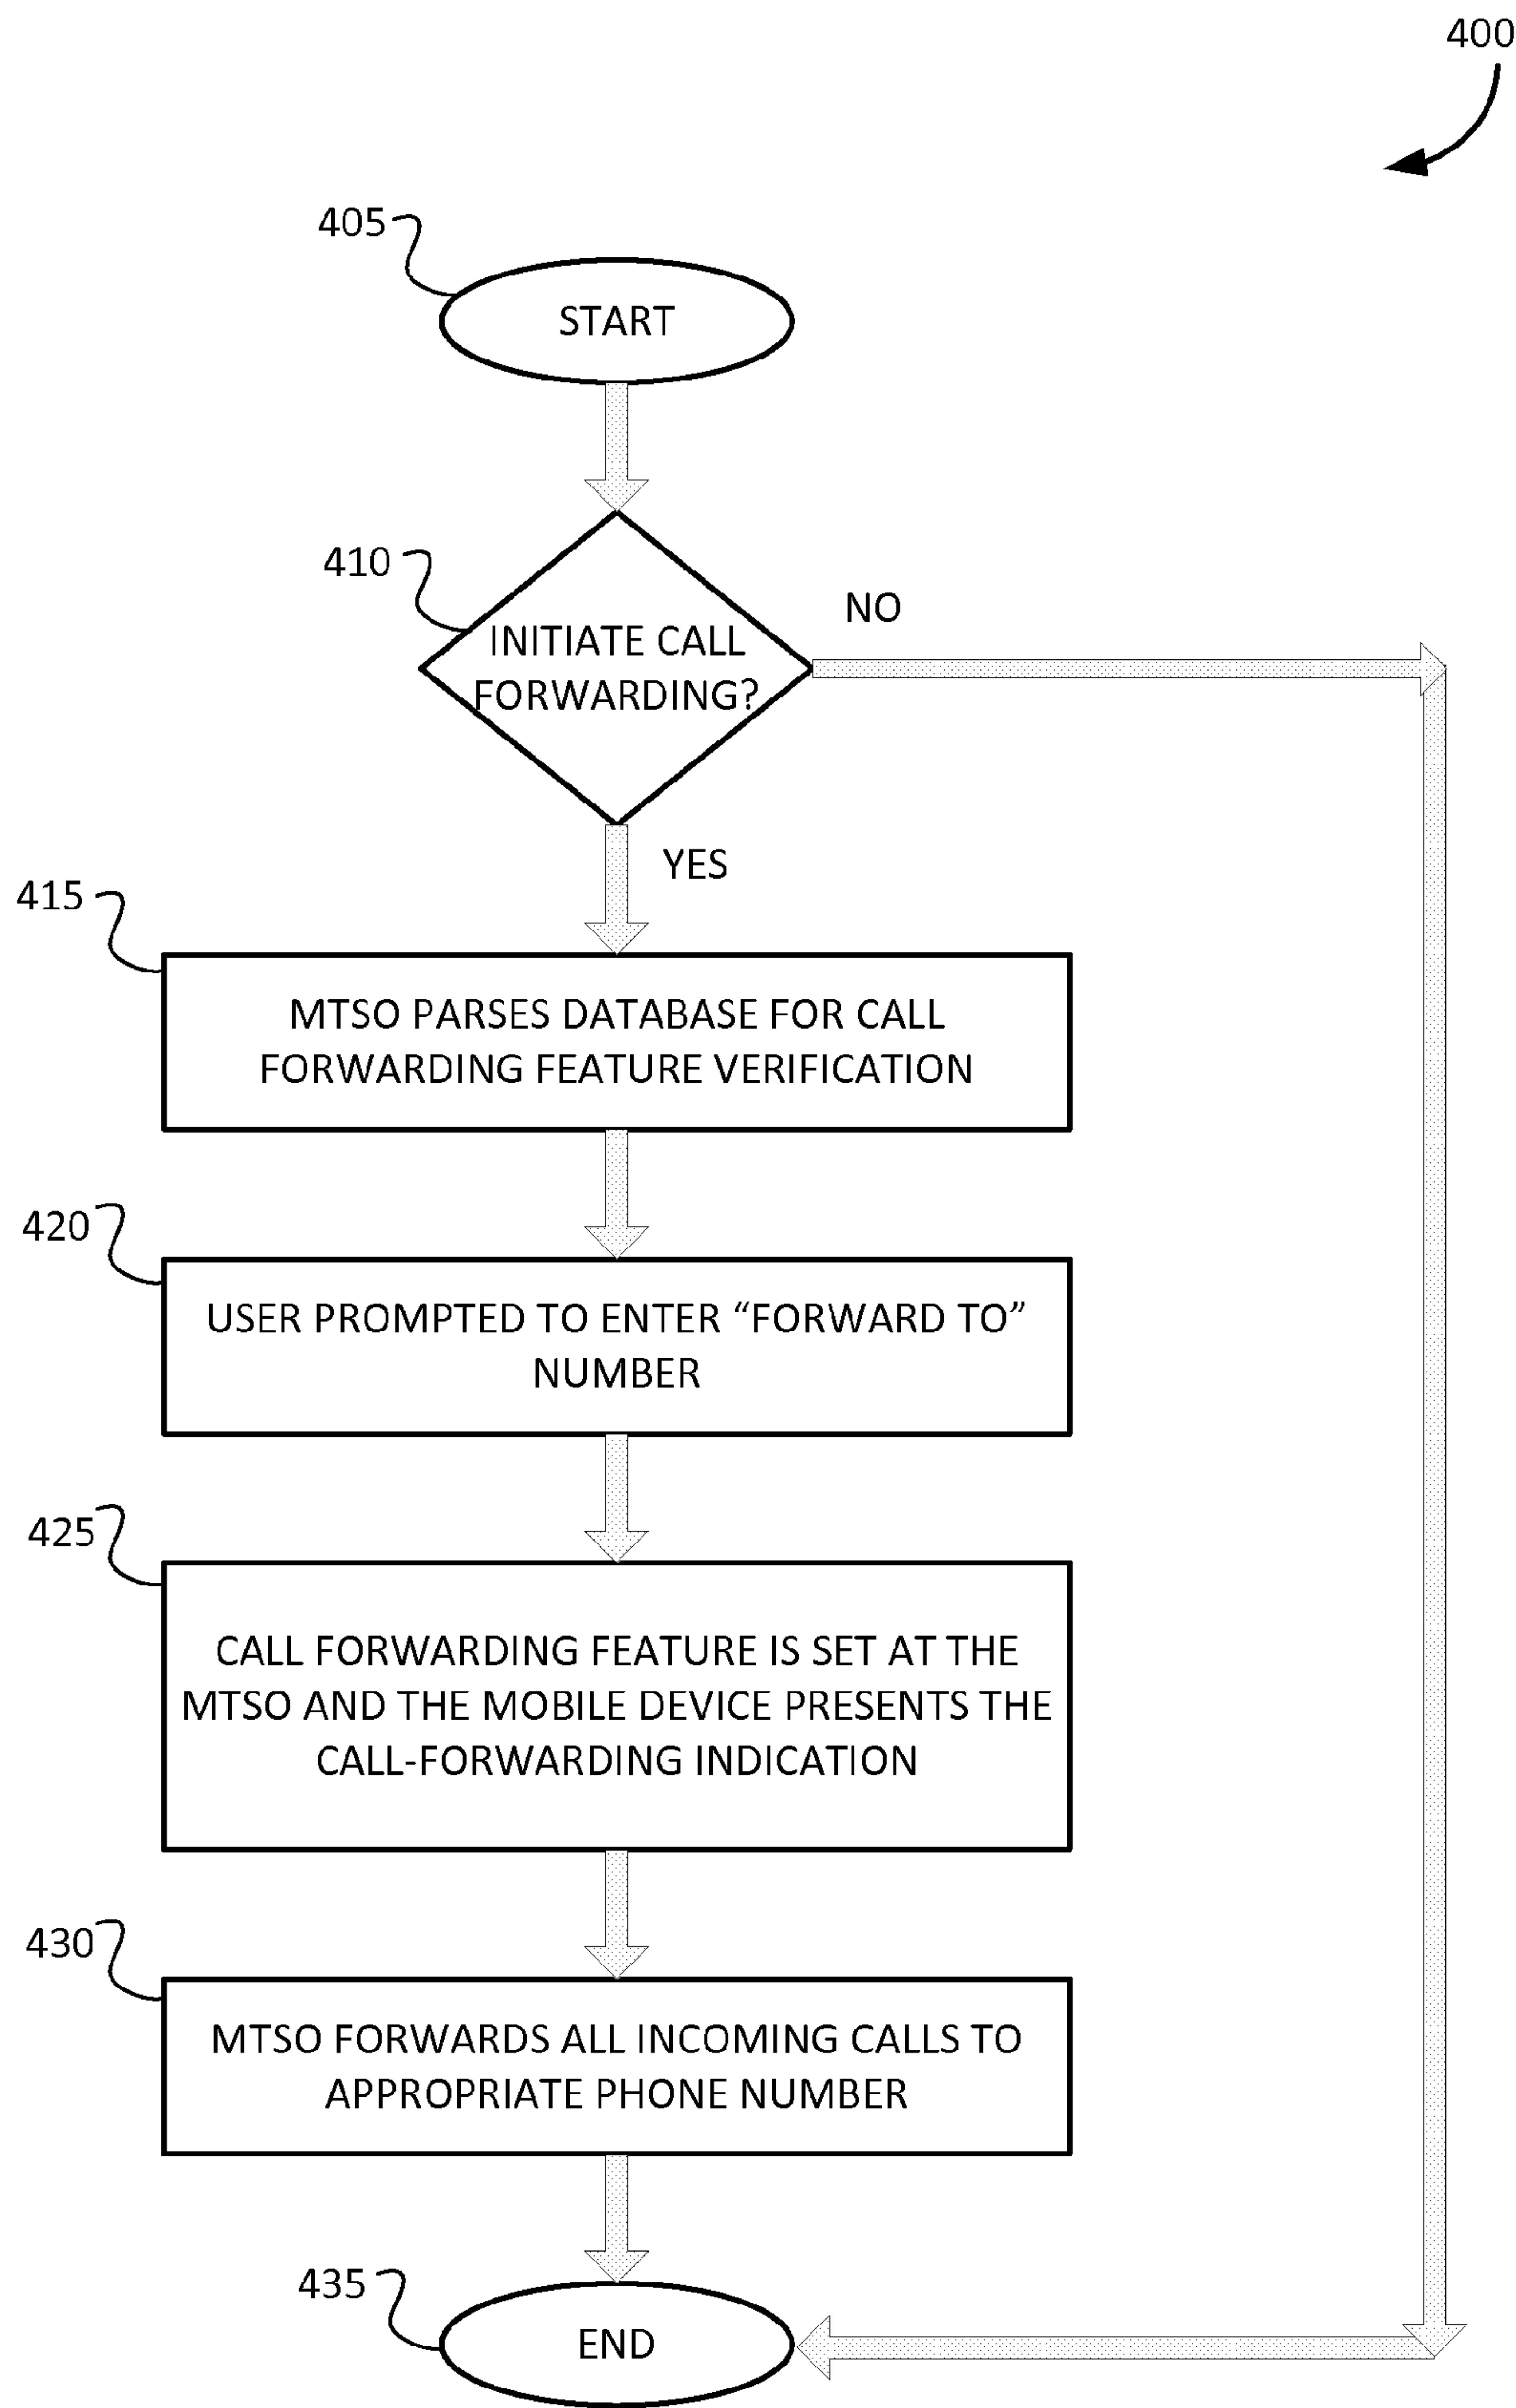 400
405
START
410
INITIATE CALL
FORWARDING?
NO
YES
415
MTSO PARSES DATABASE FOR CALL
FORWARDING FEATURE VERIFICATION
420
USER PROMPTED TO ENTER “FORWARD TO”
NUMBER
425
CALL FORWARDING FEATURE IS SET AT THE
MTSO AND THE MOBILE DEVICE PRESENTS THE
CALL-FORWARDING INDICATION
430
MTSO FORWARDS ALL INCOMING CALLS TO
APPROPRIATE PHONE NUMBER
435
END